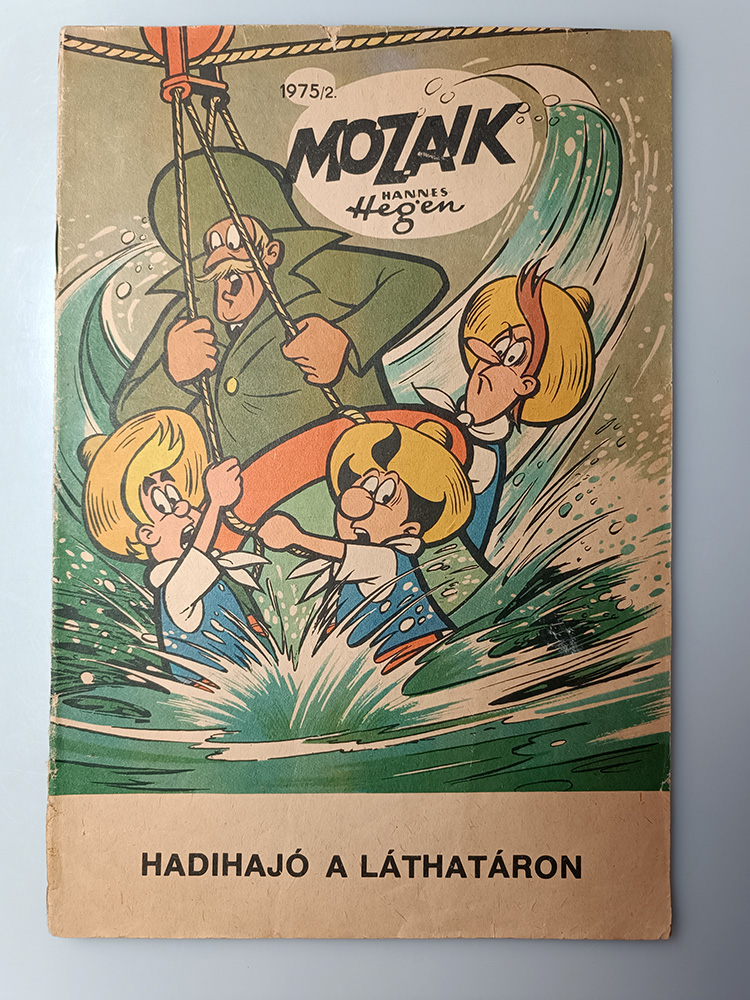 1975/2.
MOZAIK
HANNES
Hegen
HADIHAJÓ A LÁTHATÁRON